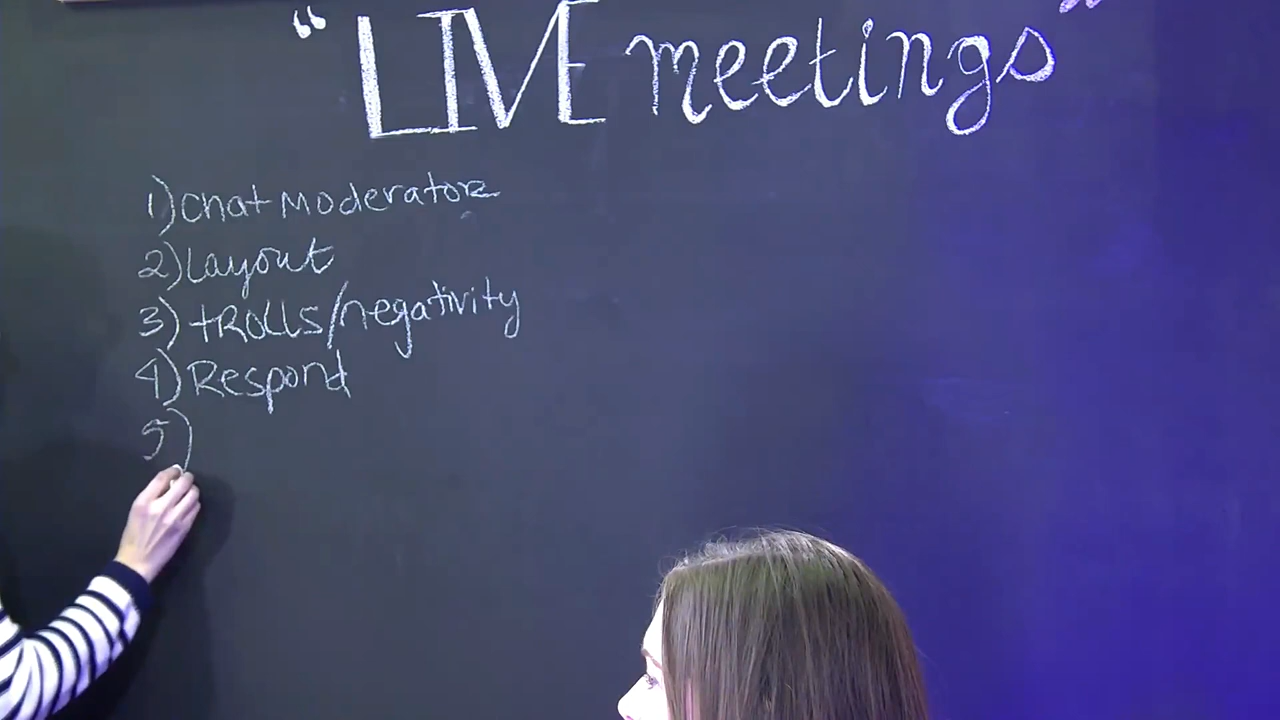 “LIVE meetings”
1) Chat Moderator
2) Layout
3) tROLLS/negativity
4) Respond
5)